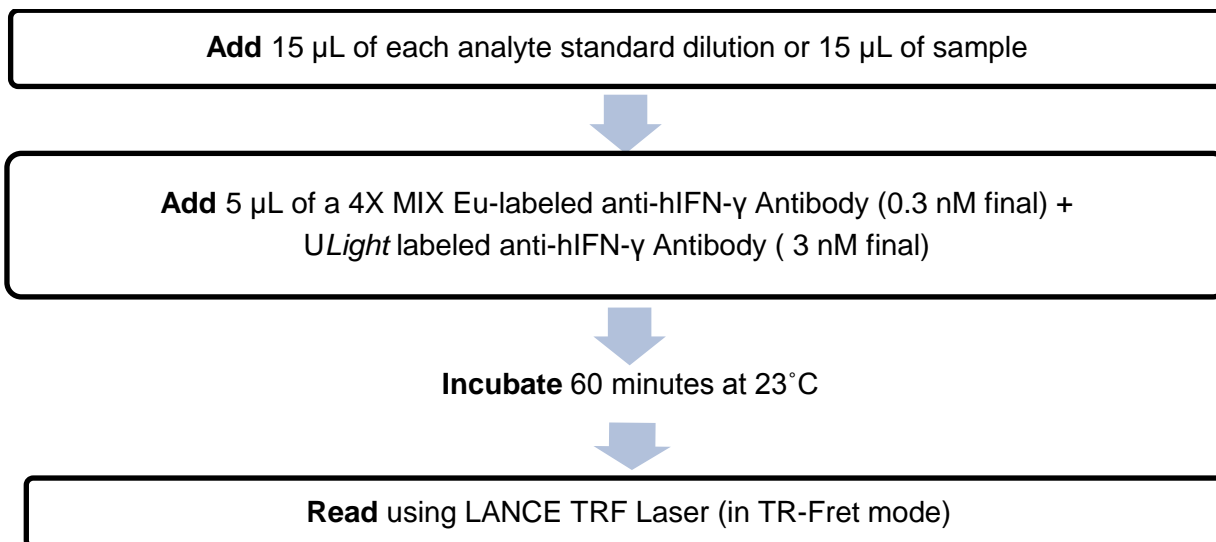 Add 15 µL of each analyte standard dilution or 15 µL of sample
Add 5 µL of a 4X MIX Eu-labeled anti-hIFN-γ Antibody (0.3 nM final) +
ULight labeled anti-hIFN-γ Antibody ( 3 nM final)
Incubate 60 minutes at 23˚C
Read using LANCE TRF Laser (in TR-Fret mode)